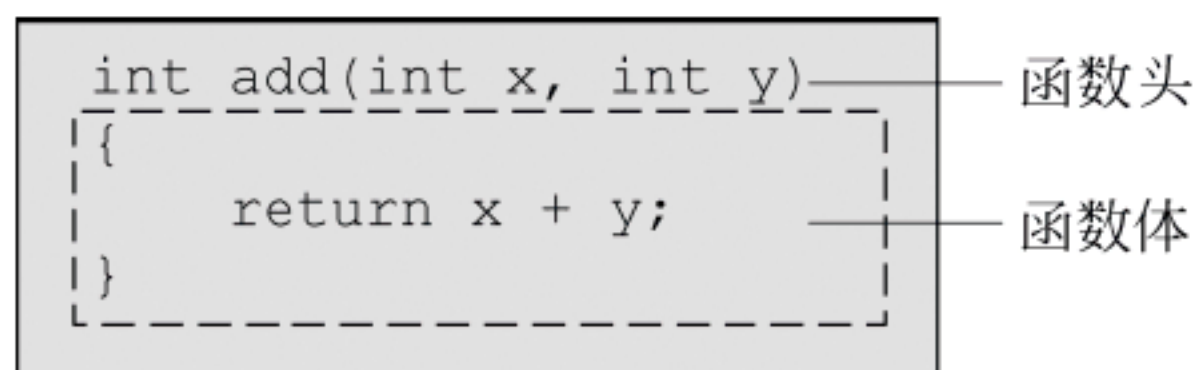 int add(int x, int y)
函数头
{
return x + y;
函数体
}